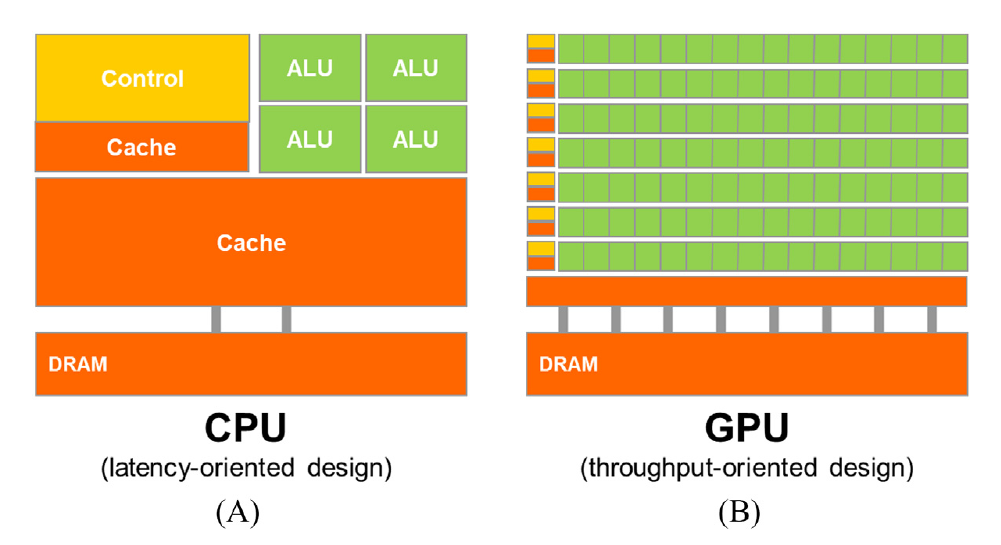 Control
ALU
ALU
Cache
ALU
ALU
Cache
DRAM
CPU
(latency-oriented design)
(A)
DRAM
GPU
(throughput-oriented design)
(B)